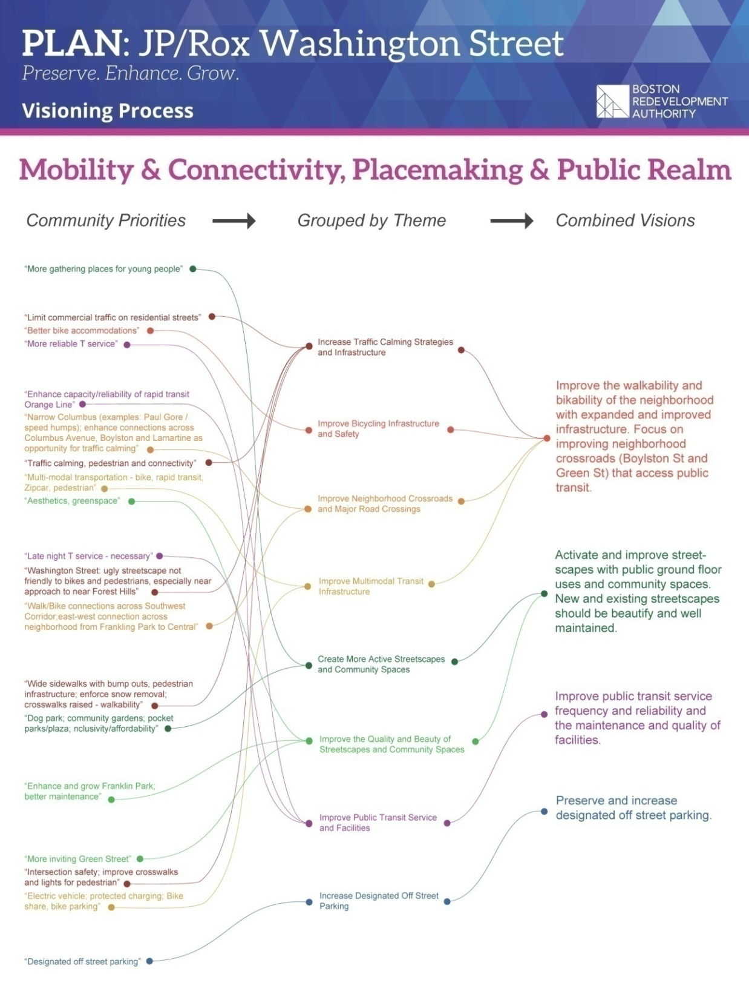 PLAN: JP/Rox Washington Street
Preserve. Enhance. Grow.
Visioning Process
BOSTON
REDEVELOPMENT
AUTHORITY
Mobility & Connectivity, Placemaking & Public Realm
Community Priorities
Grouped by Theme
Combined Visions
“More gathering places for young people”
“Limit commercial traffic on residential streets”
“Better bike accommodations”
“More reliable T service”
“Enhance capacity/reliability of rapid transit
Orange Line”
“Narrow Columbus (examples: Paul Gore /
speed humps); enhance connections across
Columbus Avenue, Boylston and Lamartine as
opportunity for traffic calming”
“Traffic calming, pedestrian and connectivity”
“Multi-modal transportation - bike, rapid transit,
Zipcar, pedestrian”
“Aesthetics, greenspace”
“Late night T service - necessary”
“Washington Street: ugly streetscape not
friendly to bikes and pedestrians, especially near
approach to near Forest Hills”
“Walk/Bike connections across Southwest
Corridor;east-west connection across
neighborhood from Frankling Park to Central”
“Wide sidewalks with bump outs, pedestrian
infrastructure; enforce snow removal;
crosswalks raised - walkability”
“Dog park; community gardens; pocket
parks/plaza; nclusivity/affordability”
“Enhance and grow Franklin Park;
better maintenance”
“More inviting Green Street”
“Intersection safety; improve crosswalks
and lights for pedestrian”
“Electric vehicle; protected charging; Bike
share, bike parking”
“Designated off street parking”
Increase Traffic Calming Strategies
and Infrastructure
Improve Bicycling Infrastructure
and Safety
Improve Neighborhood Crossroads
and Major Road Crossings
Improve Multimodal Transit
Infrastructure
Create More Active Streetscapes
and Community Spaces
Improve the Quality and Beauty of
Streetscapes and Community Spaces
Improve Public Transit Service
and Facilities
Increase Designated Off Street
Parking
Improve the walkability and
bikability of the neighborhood
with expanded and improved
infrastructure. Focus on
improving neighborhood
crossroads (Boylston St and
Green St) that access public
transit.
Activate and improve street-
scapes with public ground floor
uses and community spaces.
New and existing streetscapes
should be beautify and well
maintained.
Improve public transit service
frequency and reliability and
the maintenance and quality of
facilities.
Preserve and increase
designated off street parking.